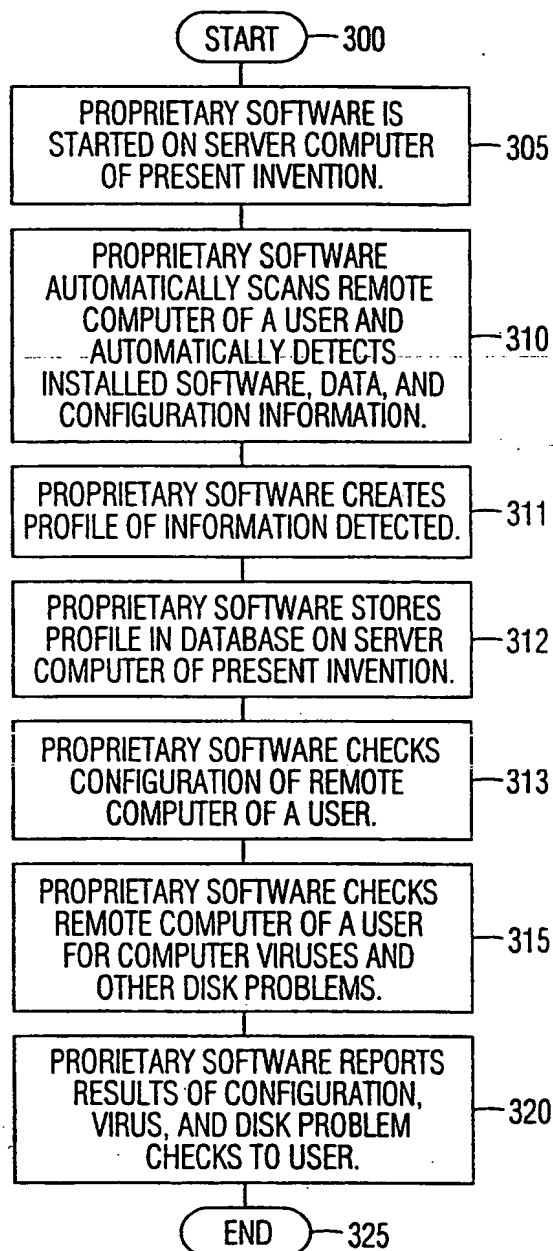 START
300
PROPRIETARY SOFTWARE IS
STARTED ON SERVER COMPUTER
OF PRESENT INVENTION.
305
PROPRIETARY SOFTWARE
AUTOMATICALLY SCANS REMOTE
COMPUTER OF A USER AND
AUTOMATICALLY DETECTS
INSTALLED SOFTWARE, DATA, AND
CONFIGURATION INFORMATION.
310
PROPRIETARY SOFTWARE CREATES
PROFILE OF INFORMATION DETECTED.
311
PROPRIETARY SOFTWARE STORES
PROFILE IN DATABASE ON SERVER
COMPUTER OF PRESENT INVENTION.
312
PROPRIETARY SOFTWARE CHECKS
CONFIGURATION OF REMOTE
COMPUTER OF A USER.
313
PROPRIETARY SOFTWARE CHECKS
REMOTE COMPUTER OF A USER
FOR COMPUTER VIRUSES AND
OTHER DISK PROBLEMS.
315
PRORIETARY SOFTWARE REPORTS
RESULTS OF CONFIGURATION,
VIRUS, AND DISK PROBLEM
CHECKS TO USER.
320
END
325